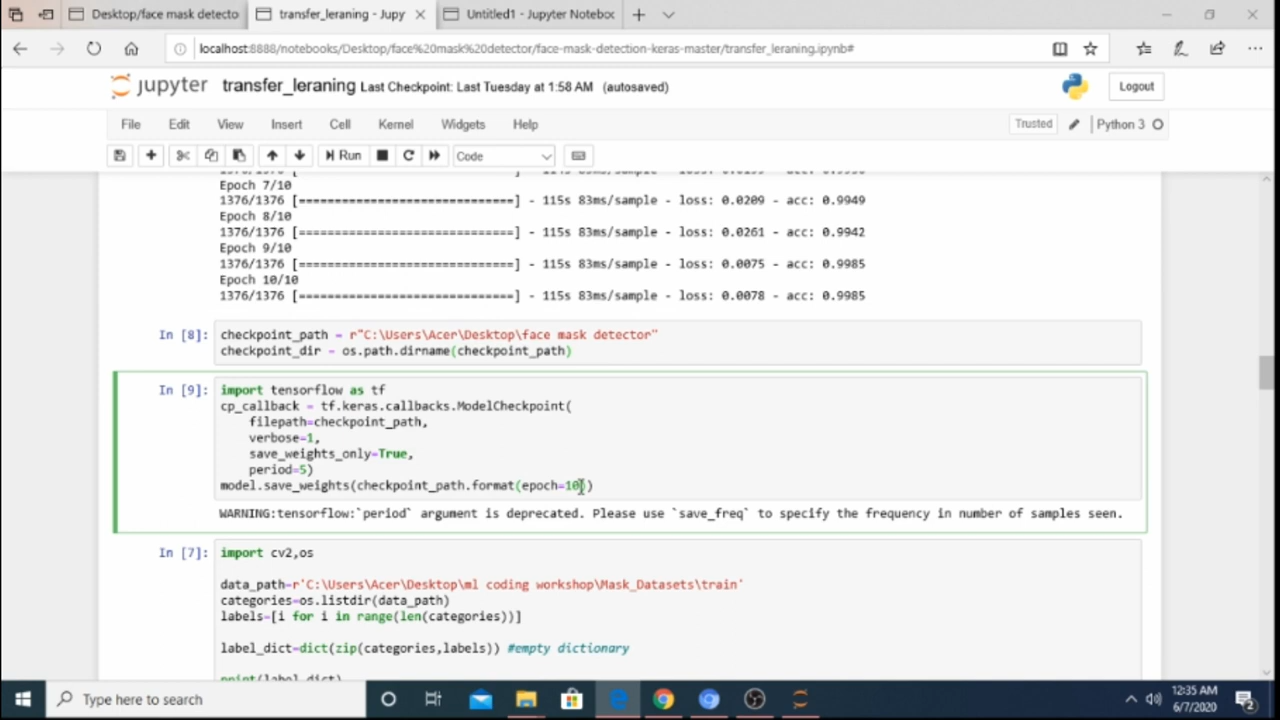 Desktop/face mask detecto
transfer_leraning - Jupy
Untitled1 - Jupyter Notebool
localhost:8888/notebooks/Desktop/face%20mask%20detector/face-mask-detection-keras-master/transfer_leraning.ipynb#
jupyter transfer_leraning Last Checkpoint: Last Tuesday at 1:58 AM (autosaved)
Logout
File Edit View Insert Cell Kernel Widgets Help
Trusted Python 3
Run Code
Epoch 7/10
1376/1376 [==============================] - 115s 83ms/sample - loss: 0.0209 - acc: 0.9949
Epoch 8/10
1376/1376 [==============================] - 115s 83ms/sample - loss: 0.0261 - acc: 0.9942
Epoch 9/10
1376/1376 [==============================] - 115s 83ms/sample - loss: 0.0075 - acc: 0.9985
Epoch 10/10
1376/1376 [==============================] - 115s 83ms/sample - loss: 0.0078 - acc: 0.9985
In [8]: checkpoint_path = r"C:\Users\Acer\Desktop\face mask detector"
checkpoint_dir = os.path.dirname(checkpoint_path)
In [9]: import tensorflow as tf
cp_callback = tf.keras.callbacks.ModelCheckpoint(
filepath=checkpoint_path,
verbose=1,
save_weights_only=True,
period=5)
model.save_weights(checkpoint_path.format(epoch=10))
WARNING:tensorflow:`period` argument is deprecated. Please use `save_freq` to specify the frequency in number of samples seen.
In [7]: import cv2,os
data_path=r'C:\Users\Acer\Desktop\ml coding workshop\Mask_Datasets\train'
categories=os.listdir(data_path)
labels=[i for i in range(len(categories))]
label_dict=dict(zip(categories,labels)) #empty dictionary
print(label_dict)
Type here to search
12:35 AM
6/7/2020
2